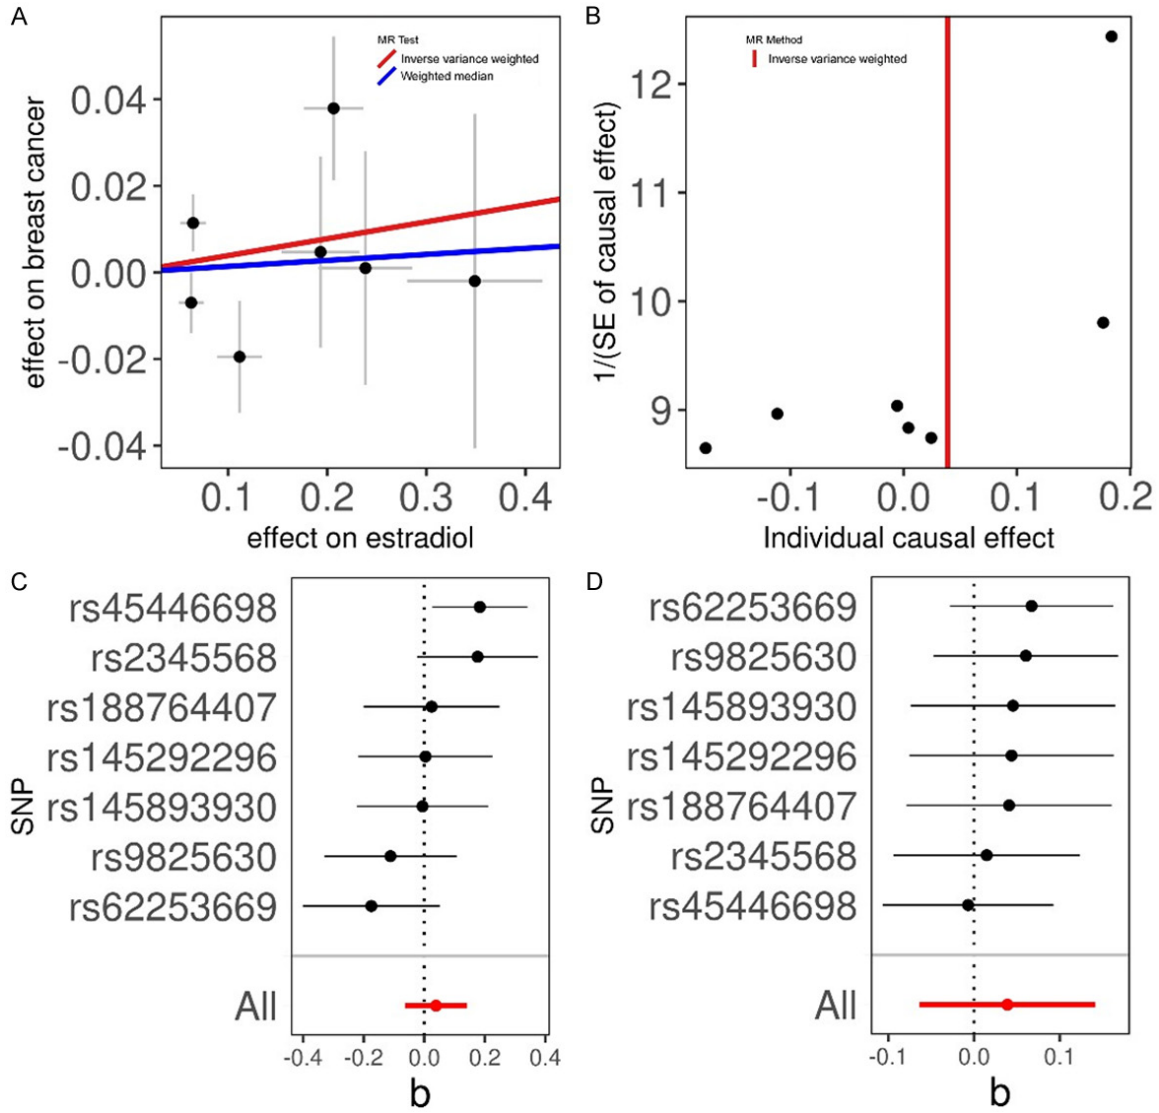 A
MR Test
Inverse variance weighted
Weighted median
0.04
0.02
0.00
-0.02
-0.04
effect on breast cancer
0.1 0.2 0.3 0.4
effect on estradiol
B
MR Method
Inverse variance weighted
12
11
10
9
1/(SE of causal effect)
-0.1 0.0 0.1 0.2
Individual causal effect
C
rs45446698
rs2345568
rs188764407
rs145292296
rs145893930
rs9825630
rs62253669
All
SNP
-0.4 -0.2 0.0 0.2 0.4
b
D
rs62253669
rs9825630
rs145893930
rs145292296
rs188764407
rs2345568
rs45446698
All
SNP
-0.1 0.0 0.1
b